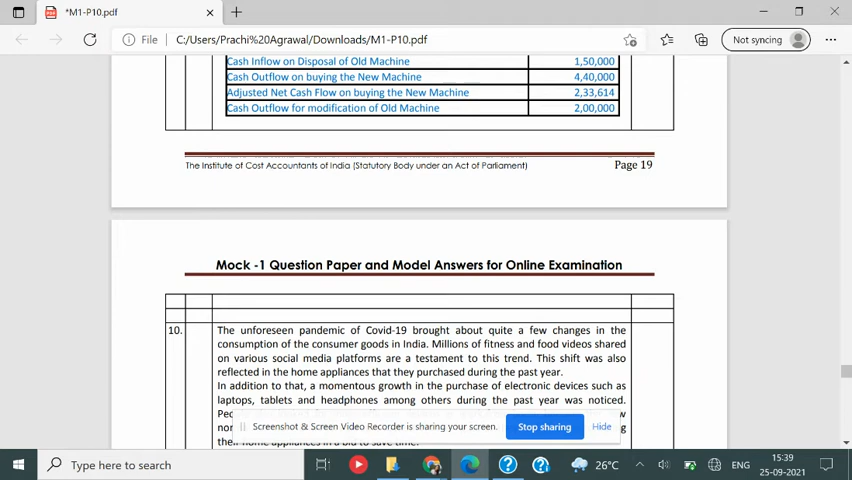 *M1-P10.pdf
File
C:/Users/Prachi%20Agrawal/Downloads/M1-P10.pdf
Not syncing
Cash Inflow on Disposal of Old Machine 1,50,000
Cash Outflow on buying the New Machine 4,40,000
Adjusted Net Cash Flow on buying the New Machine 2,33,614
Cash Outflow for modification of Old Machine 2,00,000
The Institute of Cost Accountants of India (Statutory Body under an Act of Parliament) Page 19
Mock -1 Question Paper and Model Answers for Online Examination
10. The unforeseen pandemic of Covid-19 brought about quite a few changes in the
consumption of the consumer goods in India. Millions of fitness and food videos shared
on various social media platforms are a testament to this trend. This shift was also
reflected in the home appliances that they purchased during the past year.
In addition to that, a momentous growth in the purchase of electronic devices such as
laptops, tablets and headphones among others during the past year was noticed.
Screenshot & Screen Video Recorder is sharing your screen. Stop sharing Hide
their home appliances in a bid to save time.
Type here to search
26°C
ENG
15:39
25-09-2021